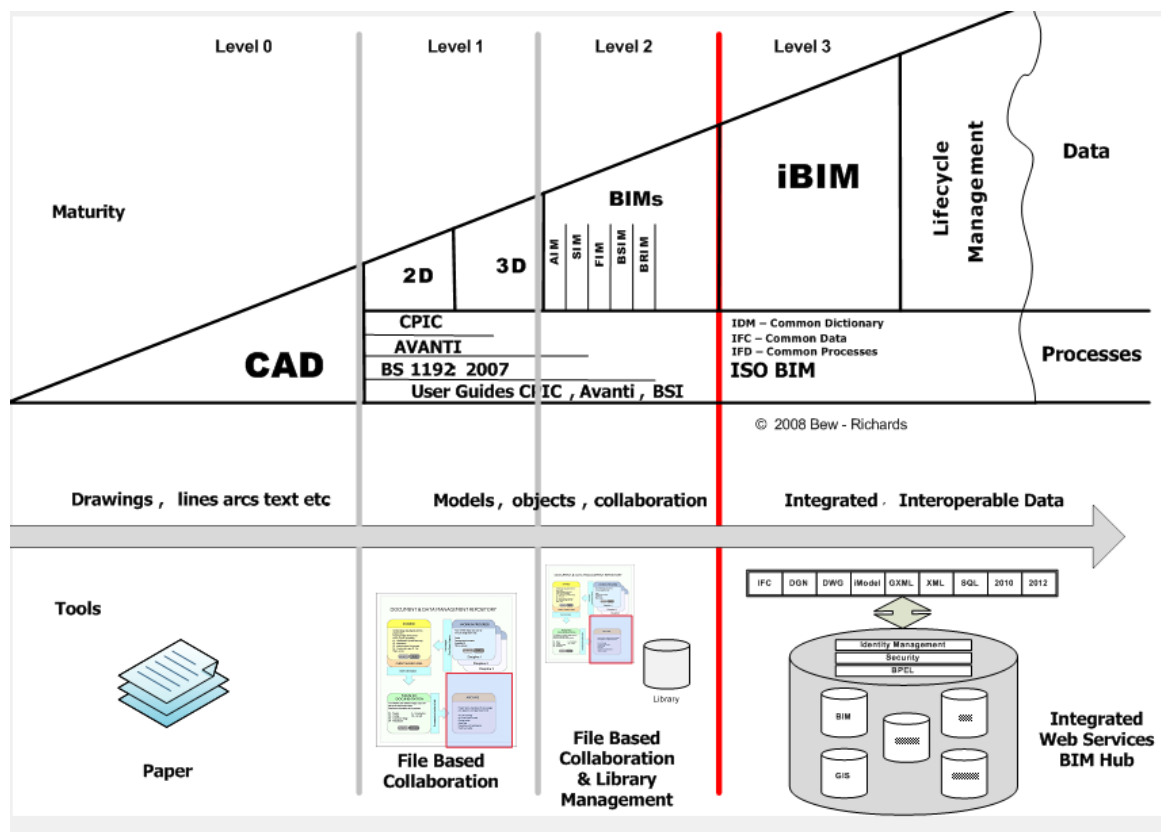 Level 0
Level 1
Level 2
Level 3
Maturity
Data
iBIM
Lifecycle
Management
BIMs
AIM
SIM
FIM
BSIM
BRIM
2D
3D
CAD
CPIC
AVANTI
BS 1192: 2007
User Guides CPIC , Avanti , BSI
IDM – Common Dictionary
IFC – Common Data
IFD – Common Processes
ISO BIM
Processes
© 2008 Bew - Richards
Drawings , lines arcs text etc
Models , objects , collaboration
Integrated , Interoperable Data
Tools
Paper
DOCUMENT & DATA MANAGEMENT REPOSITORY
File Based
Collaboration
Library
File Based
Collaboration
& Library
Management
IFC
DGN
DWG
iModel
GXML
XML
SQL
2010
2012
Identity Management
Security
BPEL
BIM
GIS
Integrated
Web Services
BIM Hub